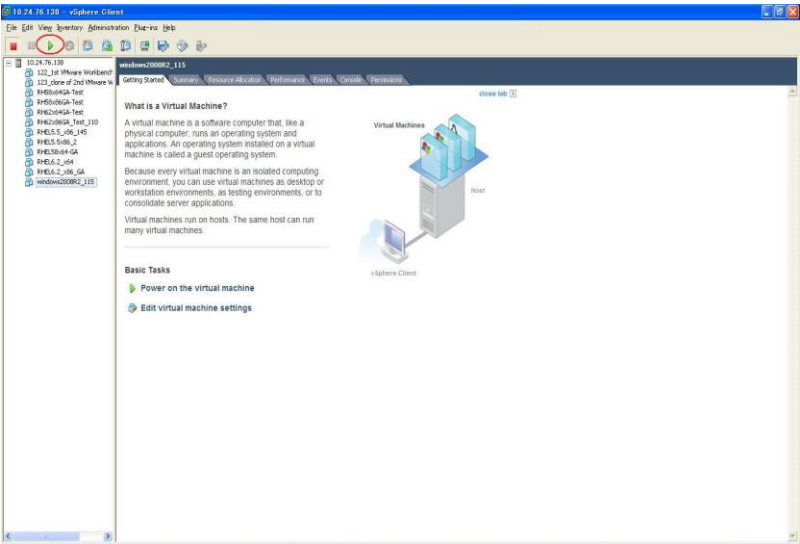 10.24.76.138 - vSphere Client
File Edit View Inventory Administration Plug-ins Help
10.24.76.138
122_1st VMware Workbench
123_clone of 2nd VMware W
RH58x64GA-Test
RH58x86GA-Test
RH62x64GA-Test
RH62x86GA_Test_110
RHEL5.5_x86_145
RHEL5.5x86_2
RHEL58x64-GA
RHEL6.2_x64
RHEL6.2_x86_GA
windows2008R2_115
windows2008R2_115
Getting Started Summary Resource Allocation Performance Events Console Permissions
close tab
What is a Virtual Machine?
A virtual machine is a software computer that, like a
physical computer, runs an operating system and
applications. An operating system installed on a virtual
machine is called a guest operating system.
Because every virtual machine is an isolated computing
environment, you can use virtual machines as desktop or
workstation environments, as testing environments, or to
consolidate server applications.
Virtual machines run on hosts. The same host can run
many virtual machines.
Virtual Machines
Host
vSphere Client
Basic Tasks
Power on the virtual machine
Edit virtual machine settings